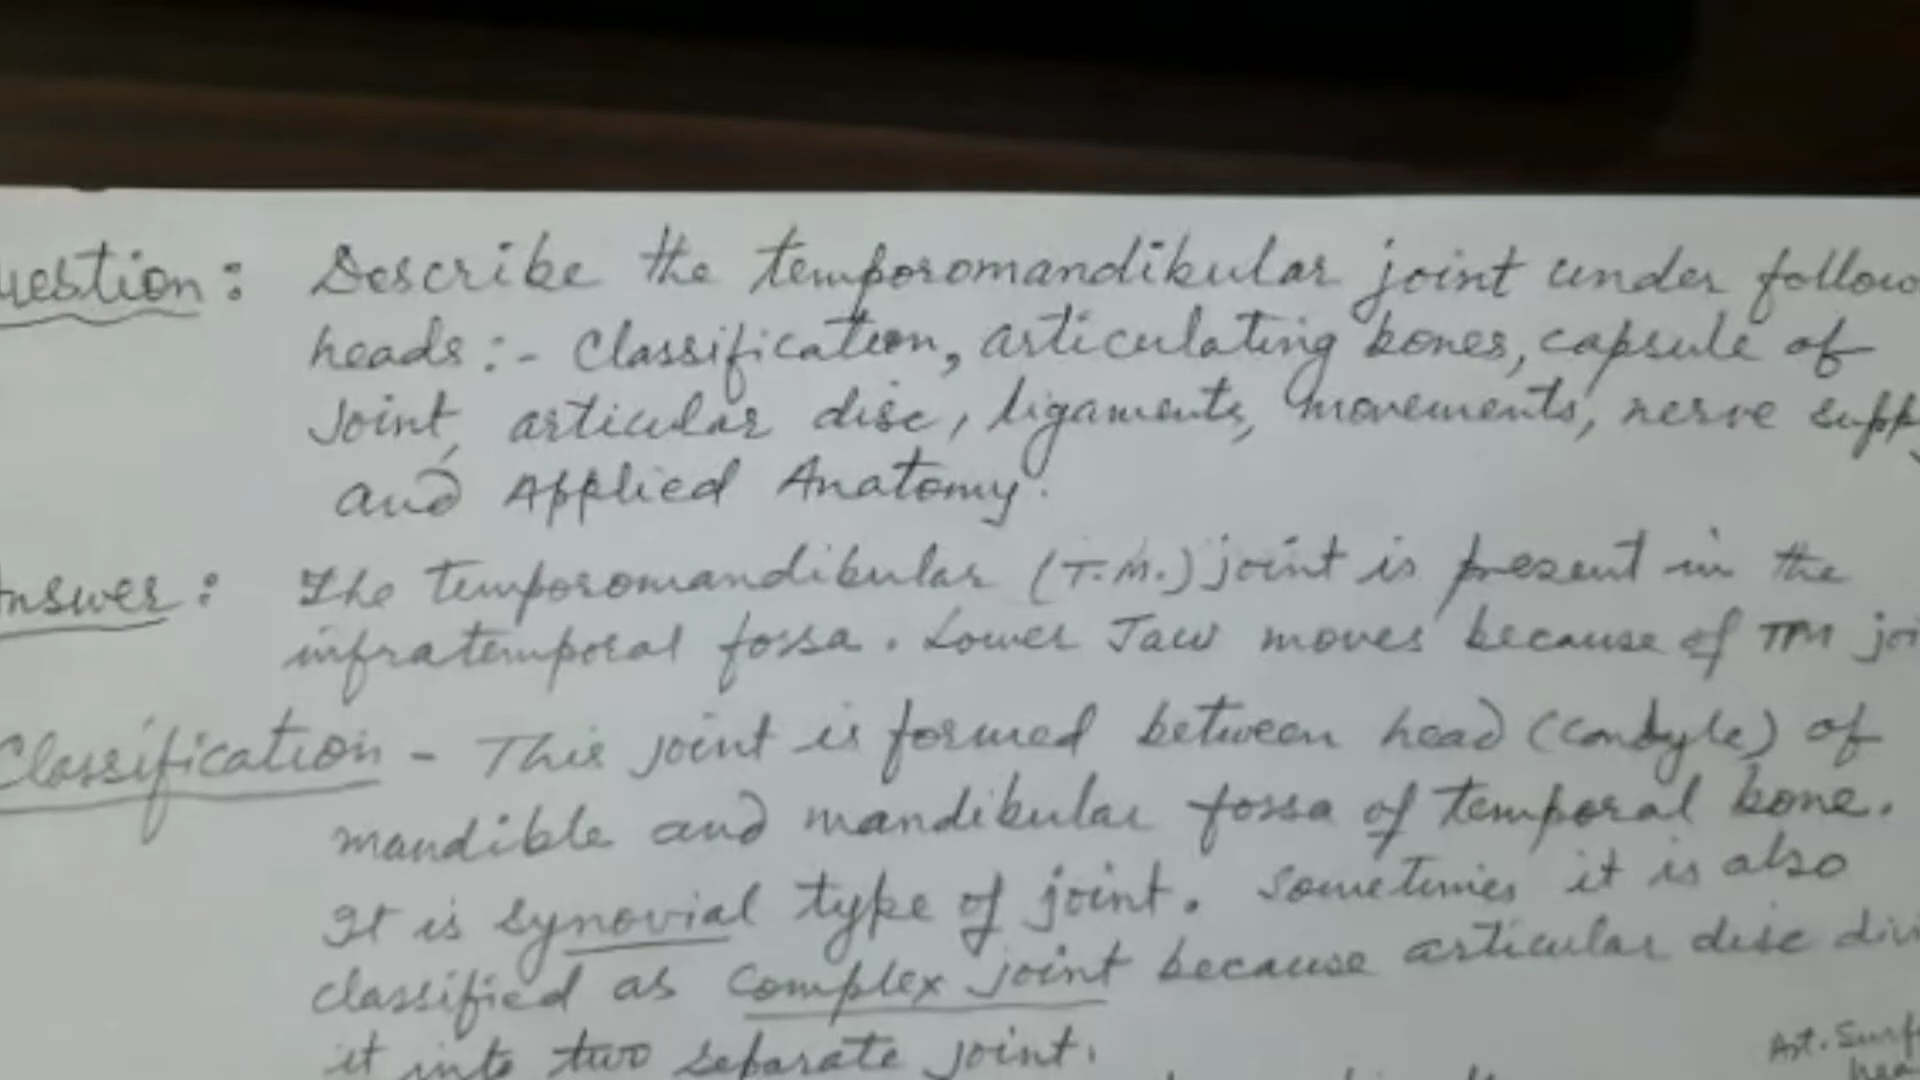 uestion: Describe the temporomandibular joint under follow
heads:- Classification, articulating bones, capsule of
Joint, articular disc, ligaments, movements, nerve supp
and Applied Anatomy.
nswer: The temporomandibular (T.M.) joint is present in the
infratemporal fossa. Lower Jaw moves because of TM joi
Classification - This joint is formed between head (condyle) of
mandible and mandibular fossa of temporal bone.
It is synovial type of joint. Sometimes it is also
classified as complex joint because articular disc divi
it into two separate joint.
Art. Surf
hea